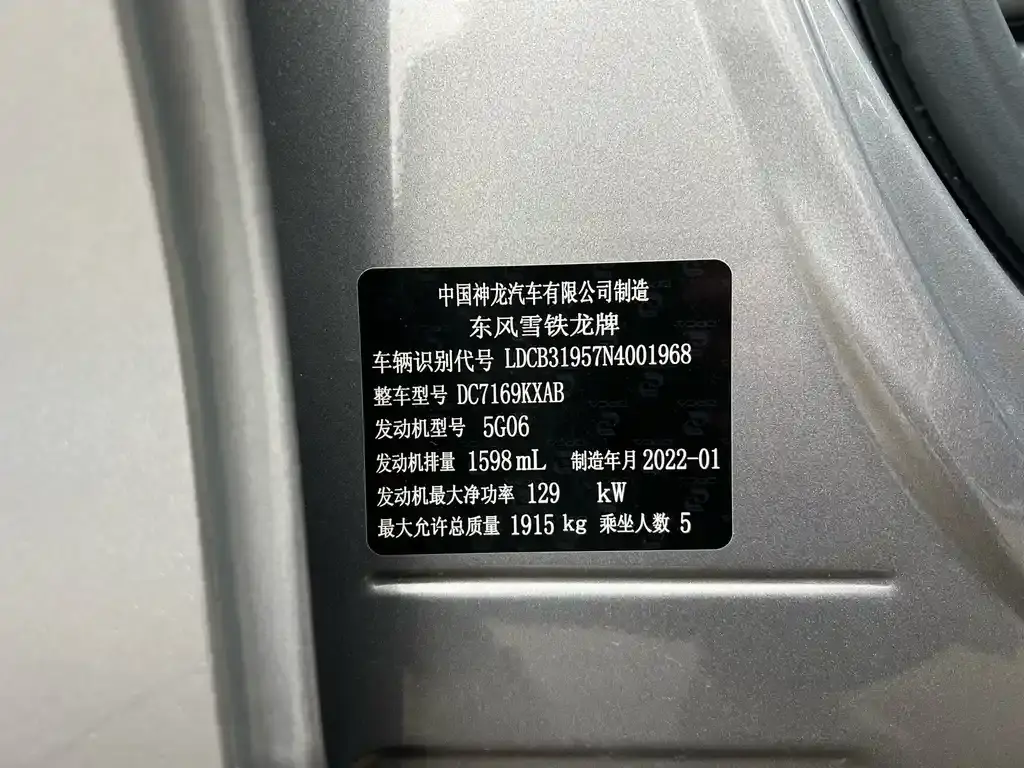 中国神龙汽车有限公司制造
东风雪铁龙牌
车辆识别代号 LDCB31957N4001968
整车型号 DC7169KXAB
发动机型号 5G06
发动机排量 1598mL 制造年月 2022-01
发动机最大净功率 129 kW
最大允许总质量 1915 kg 乘坐人数 5